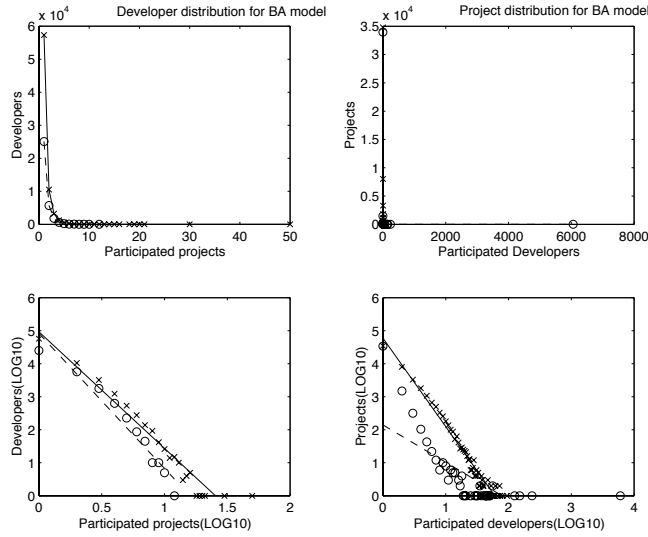 Developer distribution for BA model
x 10^4
6
5
4
3
2
1
0
Developers
0 10 20 30 40 50
Participated projects
Project distribution for BA model
x 10^4
3.5
3
2.5
2
1.5
1
0.5
0
Projects
0 2000 4000 6000 8000
Participated Developers
6
5
4
3
2
1
0
Developers(LOG10)
0 0.5 1 1.5 2
Participated projects(LOG10)
6
5
4
3
2
1
0
Projects(LOG10)
0 1 2 3 4
Participated developers(LOG10)